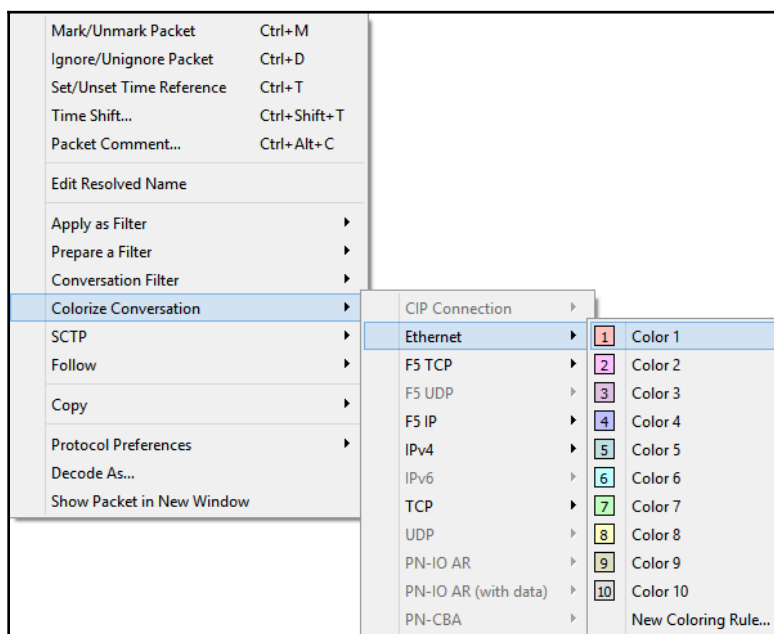 Mark/Unmark Packet Ctrl+M
Ignore/Unignore Packet Ctrl+D
Set/Unset Time Reference Ctrl+T
Time Shift... Ctrl+Shift+T
Packet Comment... Ctrl+Alt+C
Edit Resolved Name
Apply as Filter
Prepare a Filter
Conversation Filter
Colorize Conversation
SCTP
Follow
Copy
Protocol Preferences
Decode As...
Show Packet in New Window
CIP Connection
Ethernet
F5 TCP
F5 UDP
F5 IP
IPv4
IPv6
TCP
UDP
PN-IO AR
PN-IO AR (with data)
PN-CBA
1 Color 1
2 Color 2
3 Color 3
4 Color 4
5 Color 5
6 Color 6
7 Color 7
8 Color 8
9 Color 9
10 Color 10
New Coloring Rule...